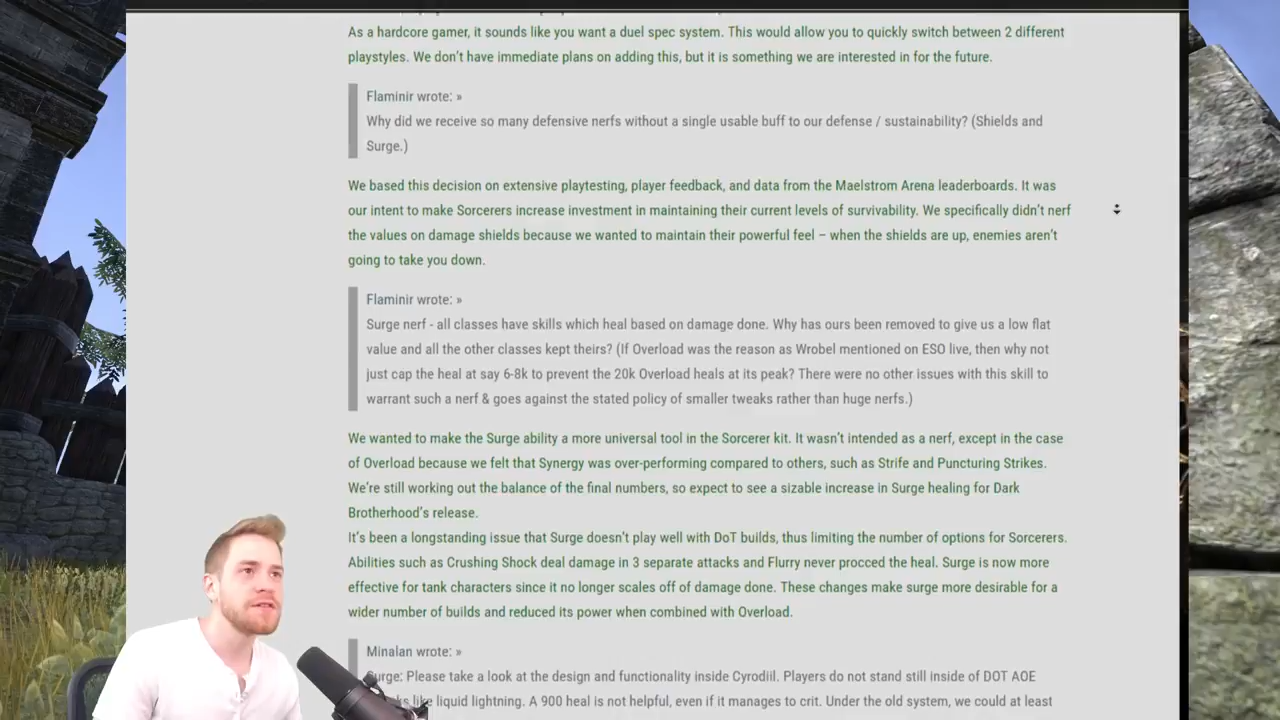 As a hardcore gamer, it sounds like you want a duel spec system. This would allow you to quickly switch between 2 different
playstyles. We don't have immediate plans on adding this, but it is something we are interested in for the future.
Flaminir wrote: »
Why did we receive so many defensive nerfs without a single usable buff to our defense / sustainability? (Shields and
Surge.)
We based this decision on extensive playtesting, player feedback, and data from the Maelstrom Arena leaderboards. It was
our intent to make Sorcerers increase investment in maintaining their current levels of survivability. We specifically didn't nerf
the values on damage shields because we wanted to maintain their powerful feel – when the shields are up, enemies aren't
going to take you down.
Flaminir wrote: »
Surge nerf - all classes have skills which heal based on damage done. Why has ours been removed to give us a low flat
value and all the other classes kept theirs? (If Overload was the reason as Wrobel mentioned on ESO live, then why not
just cap the heal at say 6-8k to prevent the 20k Overload heals at its peak? There were no other issues with this skill to
warrant such a nerf & goes against the stated policy of smaller tweaks rather than huge nerfs.)
We wanted to make the Surge ability a more universal tool in the Sorcerer kit. It wasn't intended as a nerf, except in the case
of Overload because we felt that Synergy was over-performing compared to others, such as Strife and Puncturing Strikes.
We're still working out the balance of the final numbers, so expect to see a sizable increase in Surge healing for Dark
Brotherhood's release.
It's been a longstanding issue that Surge doesn't play well with DoT builds, thus limiting the number of options for Sorcerers.
Abilities such as Crushing Shock deal damage in 3 separate attacks and Flurry never procced the heal. Surge is now more
effective for tank characters since it no longer scales off of damage done. These changes make surge more desirable for a
wider number of builds and reduced its power when combined with Overload.
Minalan wrote: »
Surge: Please take a look at the design and functionality inside Cyrodiil. Players do not stand still inside of DOT AOE
like liquid lightning. A 900 heal is not helpful, even if it manages to crit. Under the old system, we could at least